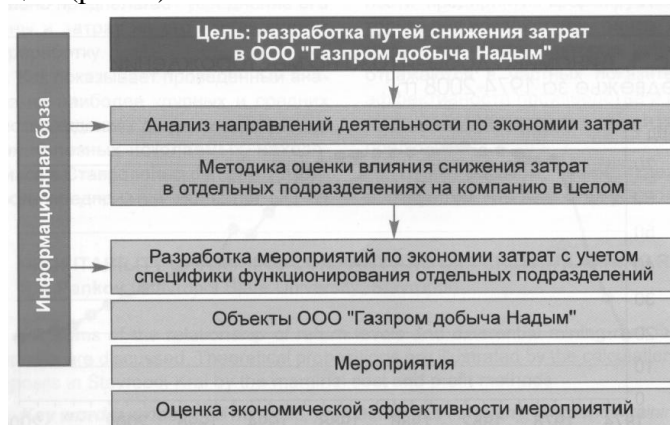 Цель: разработка путей снижения затрат
в ООО "Газпром добыча Надым"
Информационная база
Анализ направлений деятельности по экономии затрат
Методика оценки влияния снижения затрат
в отдельных подразделениях на компанию в целом
Разработка мероприятий по экономии затрат с учетом
специфики функционирования отдельных подразделений
Объекты ООО "Газпром добыча Надым"
Мероприятия
Оценка экономической эффективности мероприятий